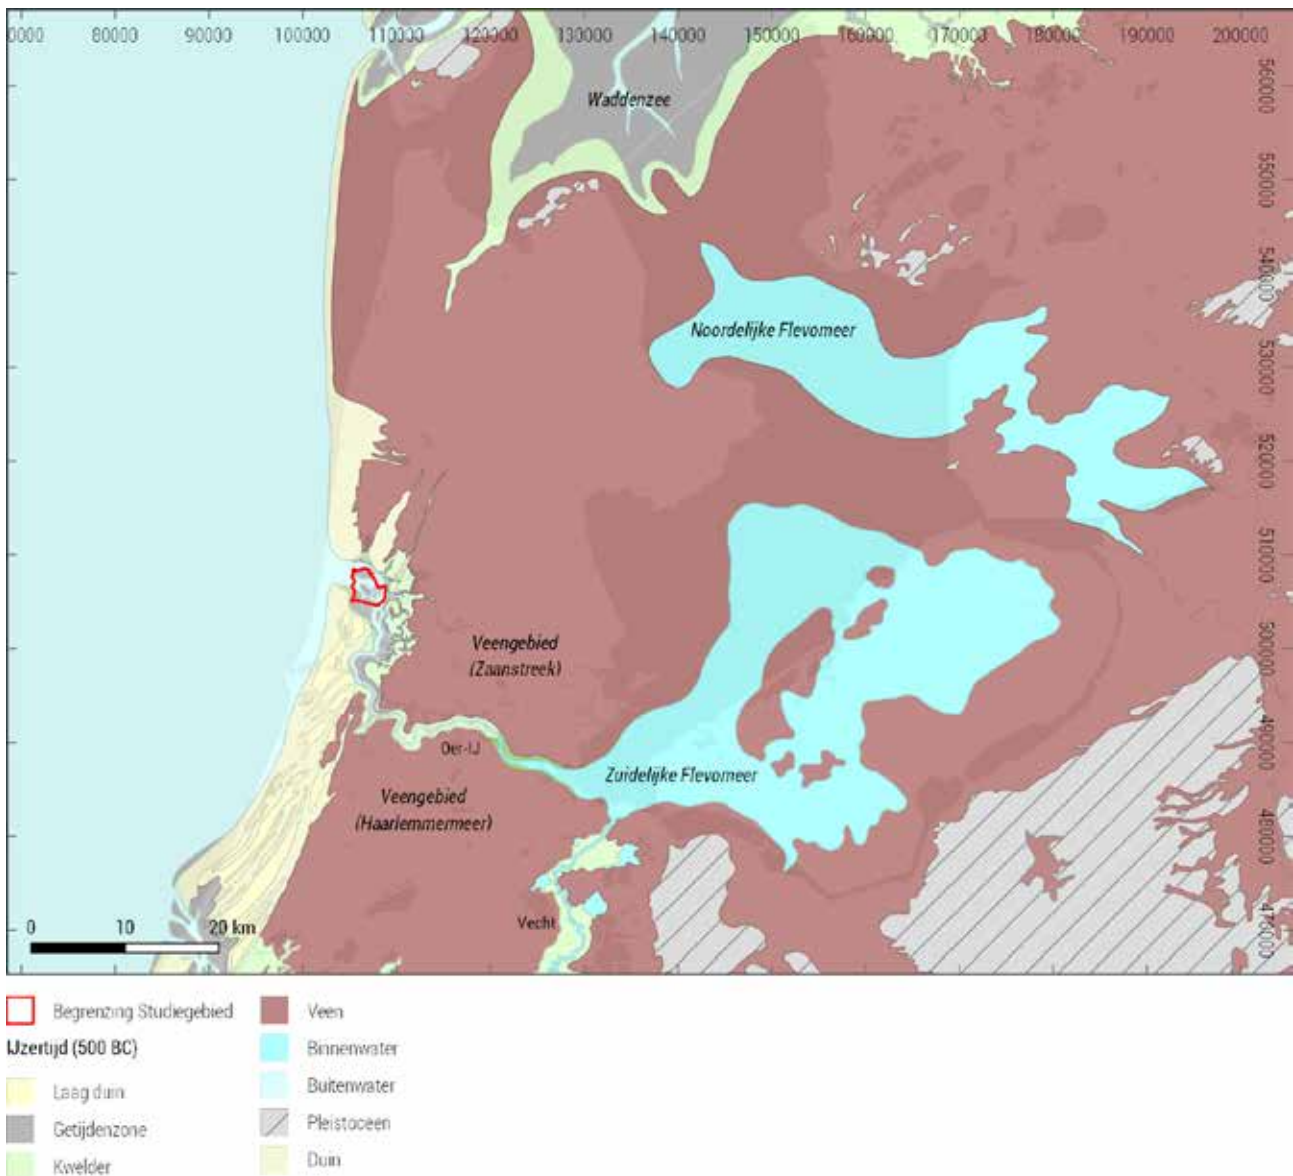 0000 80000 90000 100000 110000 120000 130000 140000 150000 160000 170000 180000 190000 200000
560000
550000
540000
530000
520000
510000
500000
490000
480000
470000
Waddenzee
Noordelijke Flevomeer
Veengebied
(Zaanstreek)
Oer-IJ
Zuidelijke Flevomeer
Veengebied
(Haarlemmermeer)
Vecht
0 10 20 km
Begrenzing Studiegebied
IJzertijd (500 BC)
Laag duin
Getijdenzone
Kwelder
Veen
Binnenwater
Buitenwater
Pleistoceen
Duin